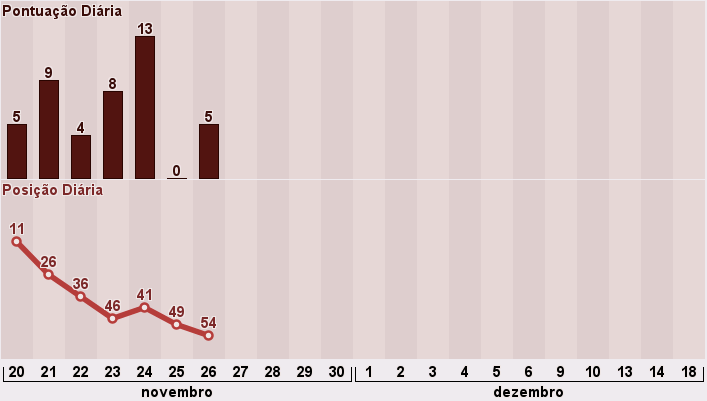 Pontuação Diária
5 9 4 8 13 0 5
Posição Diária
11 26 36 46 41 49 54
20 21 22 23 24 25 26 27 28 29 30 1 2 3 4 5 6 9 10 13 14 18
novembro dezembro